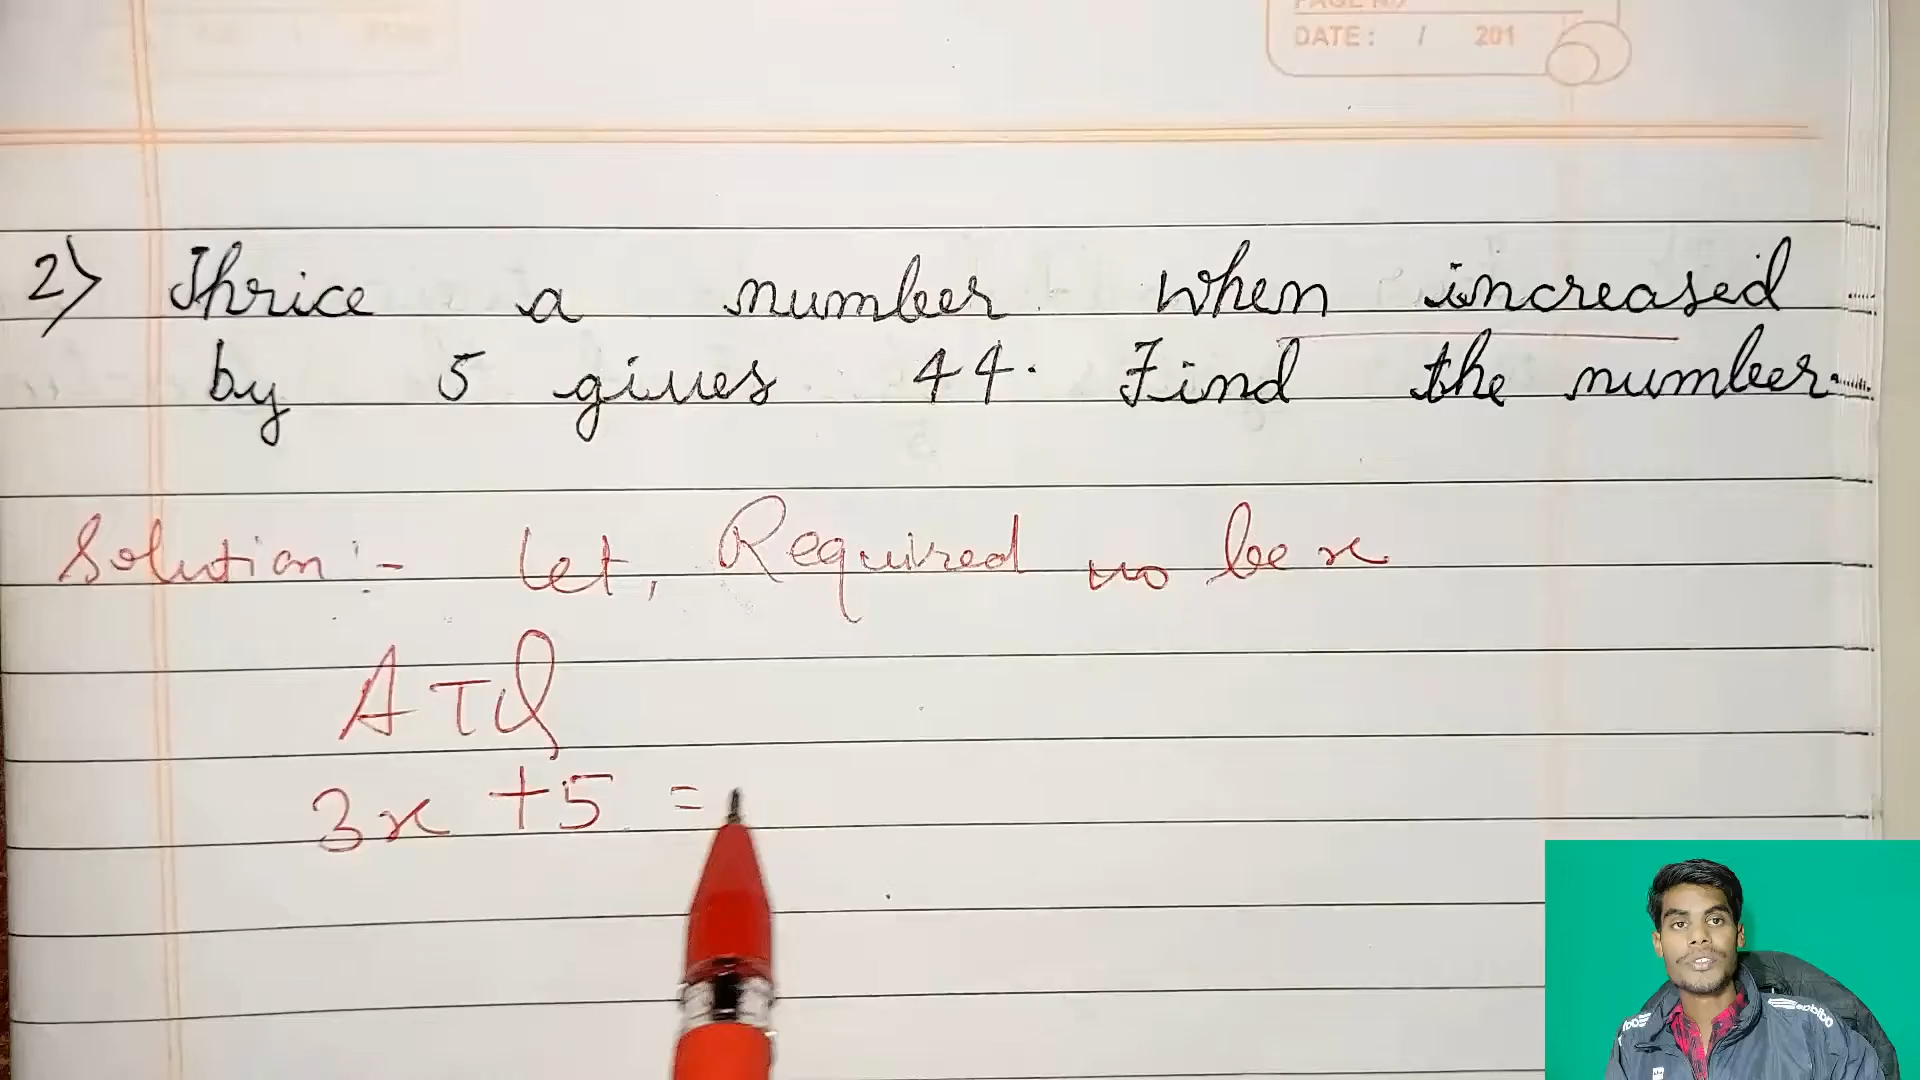 DATE: / 201
2) Thrice a number when increased
by 5 gives 44. Find the number.
Solution :- Let, Required no be x
ATQ
3x + 5 =